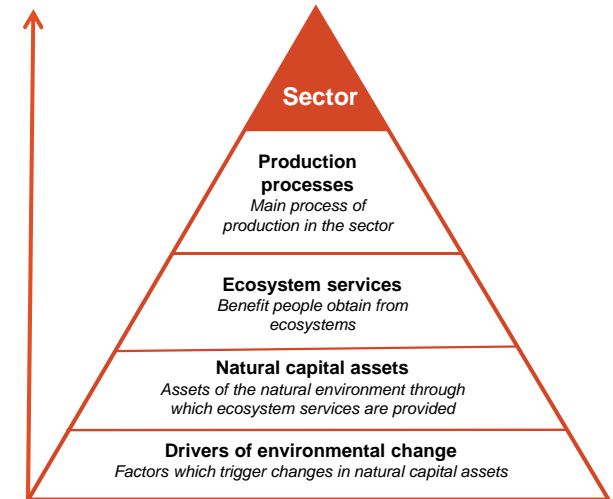 Sector
Production
processes
Main process of
production in the sector
Ecosystem services
Benefit people obtain from
ecosystems
Natural capital assets
Assets of the natural environment through
which ecosystem services are provided
Drivers of environmental change
Factors which trigger changes in natural capital assets